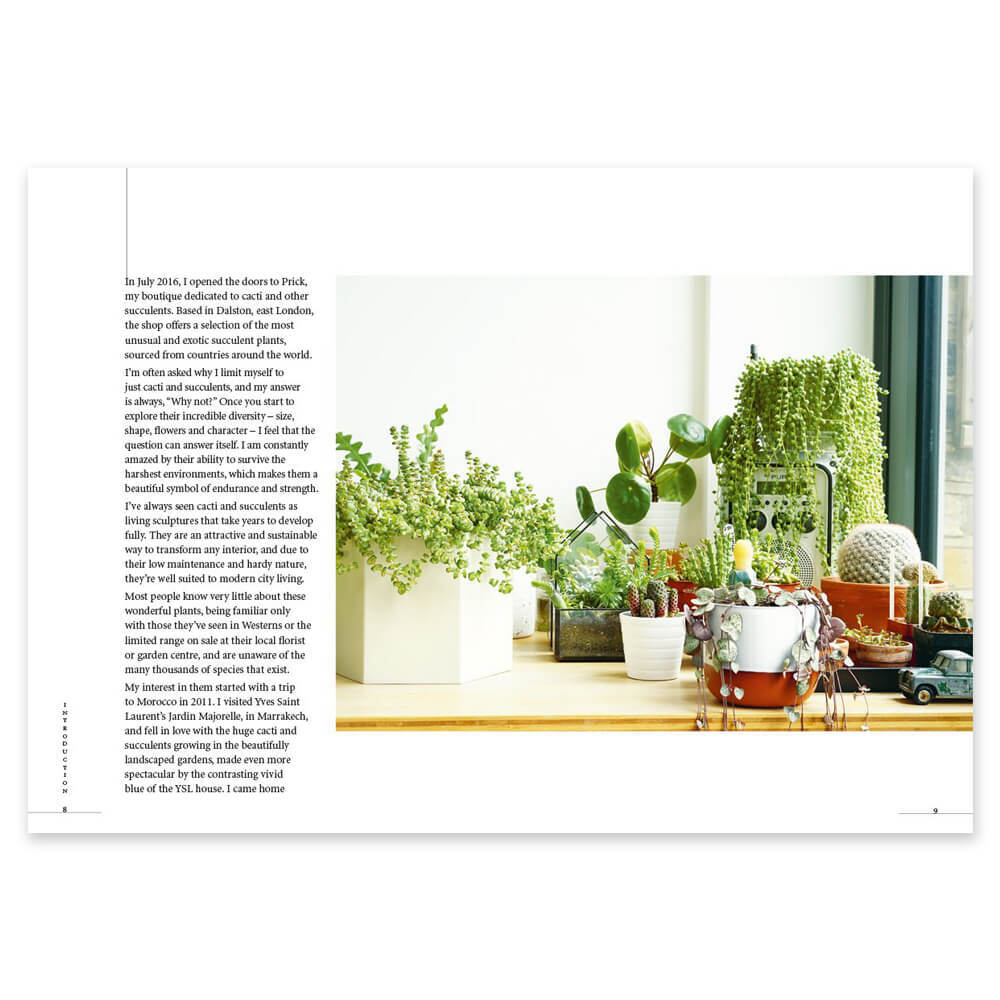 In July 2016, I opened the doors to Prick,
my boutique dedicated to cacti and other
succulents. Based in Dalston, east London,
the shop offers a selection of the most
unusual and exotic succulent plants,
sourced from countries around the world.
I'm often asked why I limit myself to
just cacti and succulents, and my answer
is always, “Why not?” Once you start to
explore their incredible diversity – size,
shape, flowers and character – I feel that the
question can answer itself. I am constantly
amazed by their ability to survive the
harshest environments, which makes them a
beautiful symbol of endurance and strength.
I've always seen cacti and succulents as
living sculptures that take years to develop
fully. They are an attractive and sustainable
way to transform any interior, and due to
their low maintenance and hardy nature,
they're well suited to modern city living.
Most people know very little about these
wonderful plants, being familiar only
with those they've seen in Westerns or the
limited range on sale at their local florist
or garden centre, and are unaware of the
many thousands of species that exist.
My interest in them started with a trip
to Morocco in 2011. I visited Yves Saint
Laurent's Jardin Majorelle, in Marrakech,
and fell in love with the huge cacti and
succulents growing in the beautifully
landscaped gardens, made even more
spectacular by the contrasting vivid
blue of the YSL house. I came home
INTRODUCTION
8
9
PUR